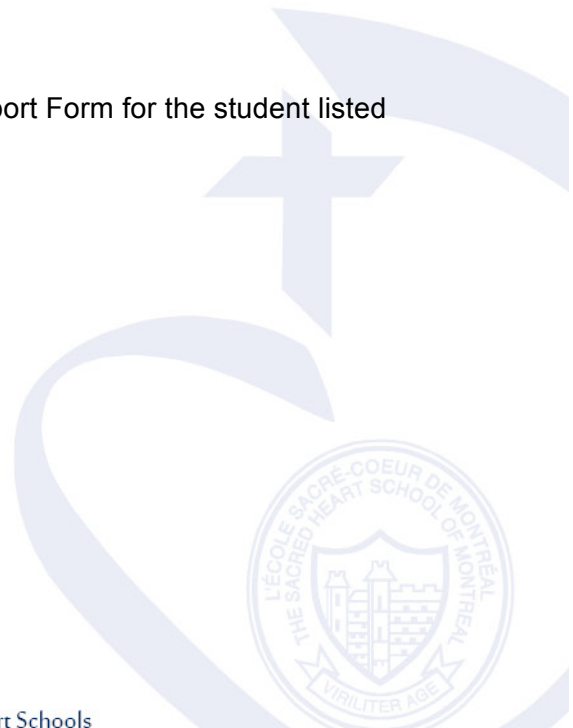 port Form for the student listed
L'ÉCOLE SACRÉ-COEUR DE MONTRÉAL
THE SACRED HEART SCHOOL OF MONTREAL
VIRILITER AGE
rt Schools